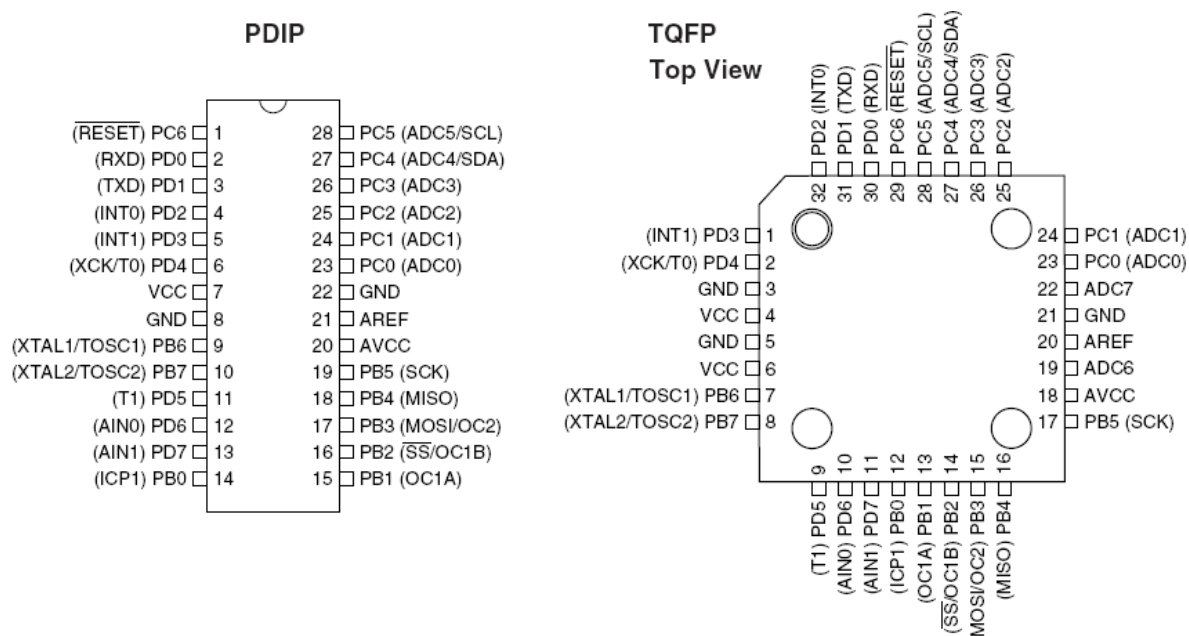 PDIP
(RESET) PC6 1
(RXD) PD0 2
(TXD) PD1 3
(INT0) PD2 4
(INT1) PD3 5
(XCK/T0) PD4 6
VCC 7
GND 8
(XTAL1/TOSC1) PB6 9
(XTAL2/TOSC2) PB7 10
(T1) PD5 11
(AIN0) PD6 12
(AIN1) PD7 13
(ICP1) PB0 14
28 PC5 (ADC5/SCL)
27 PC4 (ADC4/SDA)
26 PC3 (ADC3)
25 PC2 (ADC2)
24 PC1 (ADC1)
23 PC0 (ADC0)
22 GND
21 AREF
20 AVCC
19 PB5 (SCK)
18 PB4 (MISO)
17 PB3 (MOSI/OC2)
16 PB2 (SS/OC1B)
15 PB1 (OC1A)
TQFP
Top View
32 PD2 (INT0)
31 PD1 (TXD)
30 PD0 (RXD)
29 PC6 (RESET)
28 PC5 (ADC5/SCL)
27 PC4 (ADC4/SDA)
26 PC3 (ADC3)
25 PC2 (ADC2)
(INT1) PD3 1
(XCK/T0) PD4 2
GND 3
VCC 4
GND 5
VCC 6
(XTAL1/TOSC1) PB6 7
(XTAL2/TOSC2) PB7 8
24 PC1 (ADC1)
23 PC0 (ADC0)
22 ADC7
21 GND
20 AREF
19 ADC6
18 AVCC
17 PB5 (SCK)
(T1) PD5 9
(AIN0) PD6 10
(AIN1) PD7 11
(ICP1) PB0 12
(OC1A) PB1 13
(SS/OC1B) PB2 14
MOSI/OC2) PB3 15
(MISO) PB4 16